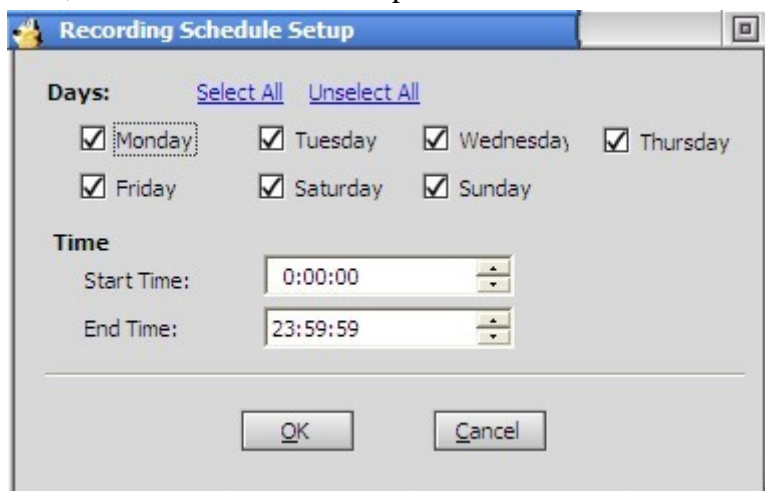 Recording Schedule Setup
Days: Select All Unselect All
Monday Tuesday Wednesday Thursday
Friday Saturday Sunday
Time
Start Time: 0:00:00
End Time: 23:59:59
OK Cancel